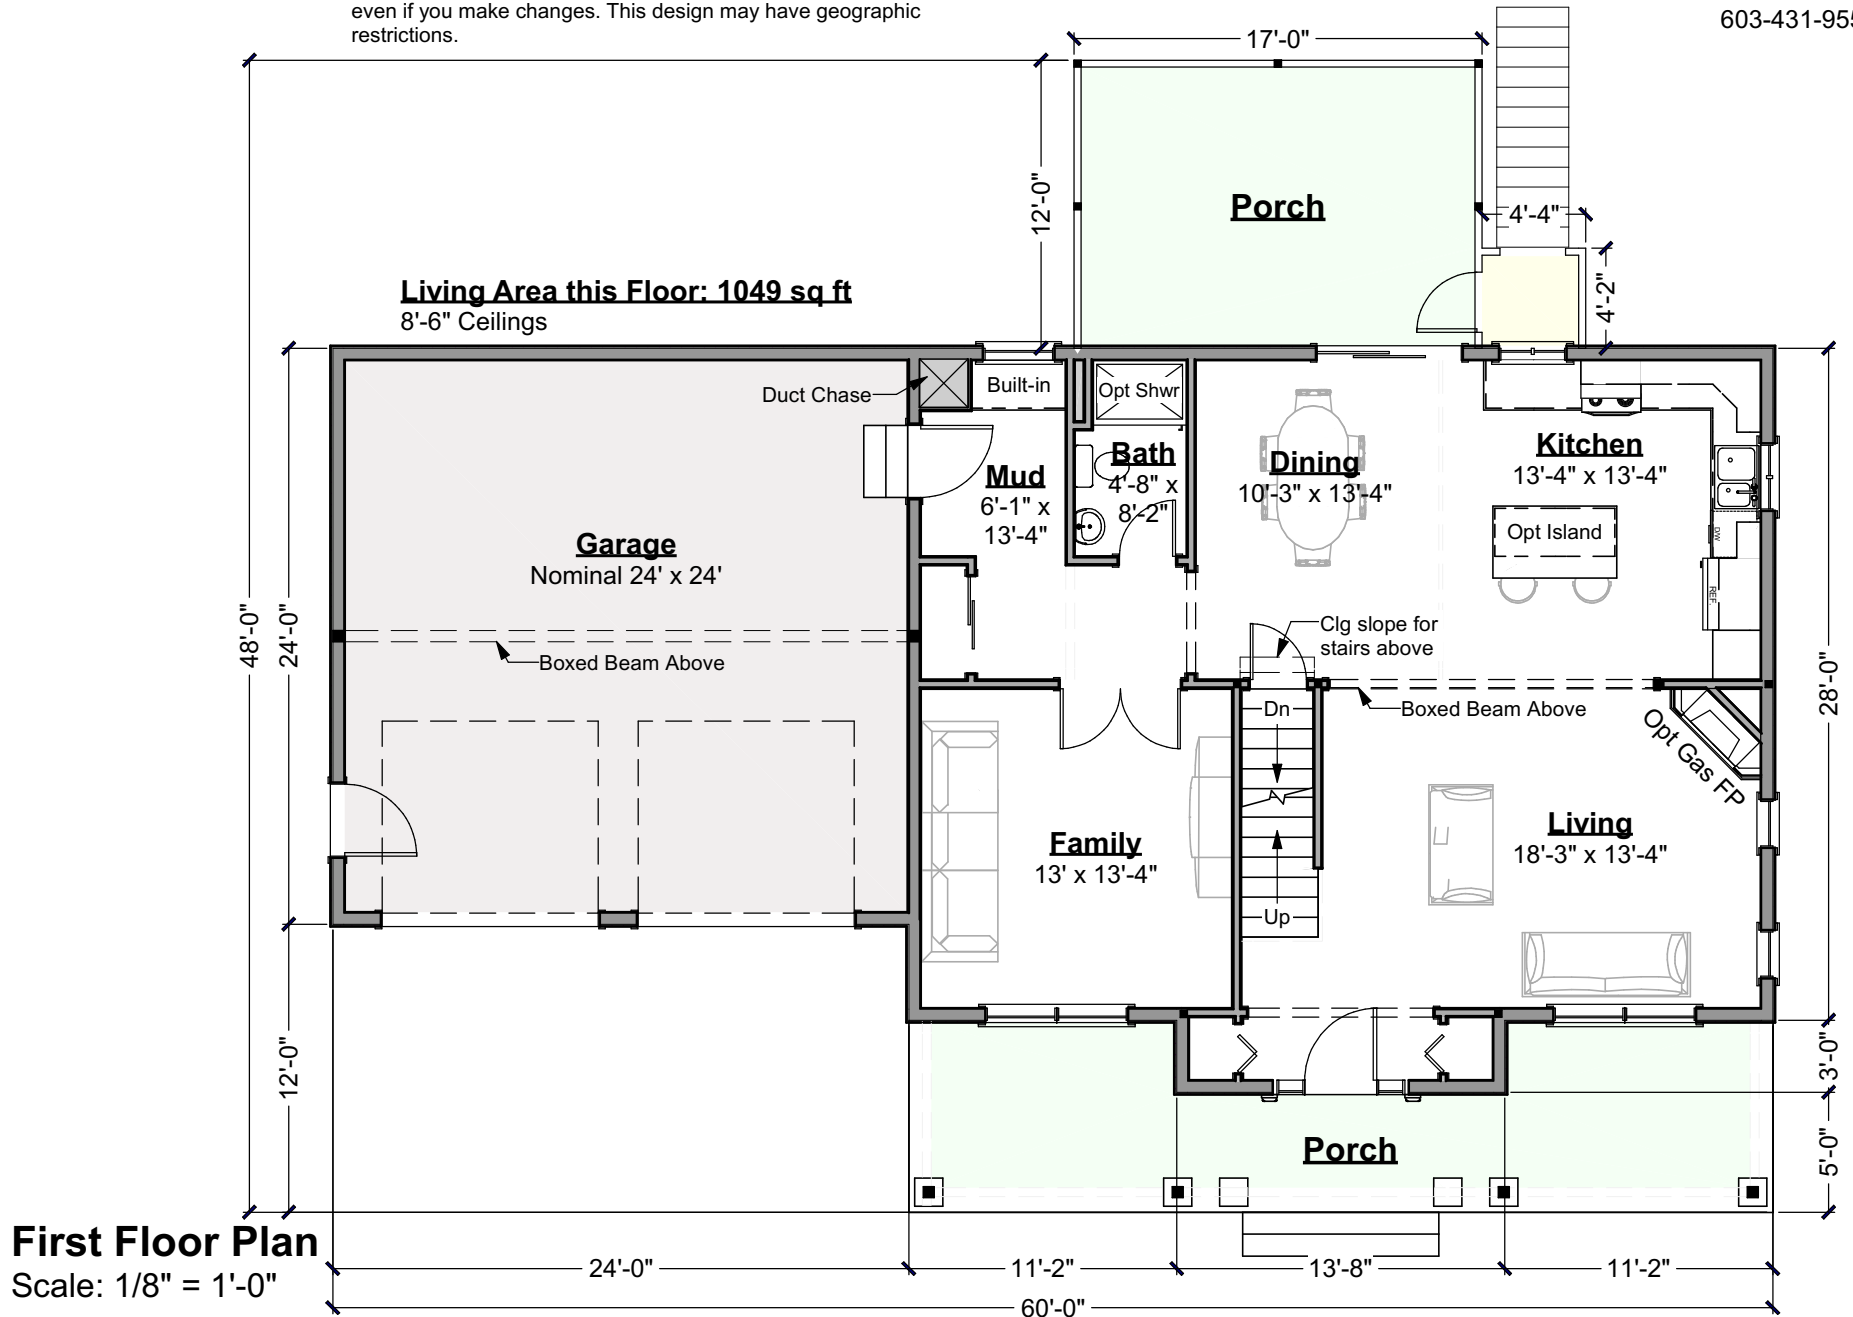 even if you make changes. This design may have geographic
restrictions.
603-431-955
17'-0"
12'-0"
Porch
4'-4"
4'-2"
Living Area this Floor: 1049 sq ft
8'-6" Ceilings
Duct Chase
Built-in
Opt Shwr
Mud
6'-1" x
13'-4"
Bath
4'-8" x
8'-2"
Dining
10'-3" x 13'-4"
Kitchen
13'-4" x 13'-4"
Opt Island
DW
REF.
Garage
Nominal 24' x 24'
Boxed Beam Above
48'-0"
24'-0"
Clg slope for
stairs above
Boxed Beam Above
28'-0"
Dn
Up
Opt Gas FP
Family
13' x 13'-4"
Living
18'-3" x 13'-4"
12'-0"
3'-0"
5'-0"
Porch
First Floor Plan
Scale: 1/8" = 1'-0"
24'-0"
11'-2"
13'-8"
11'-2"
60'-0"